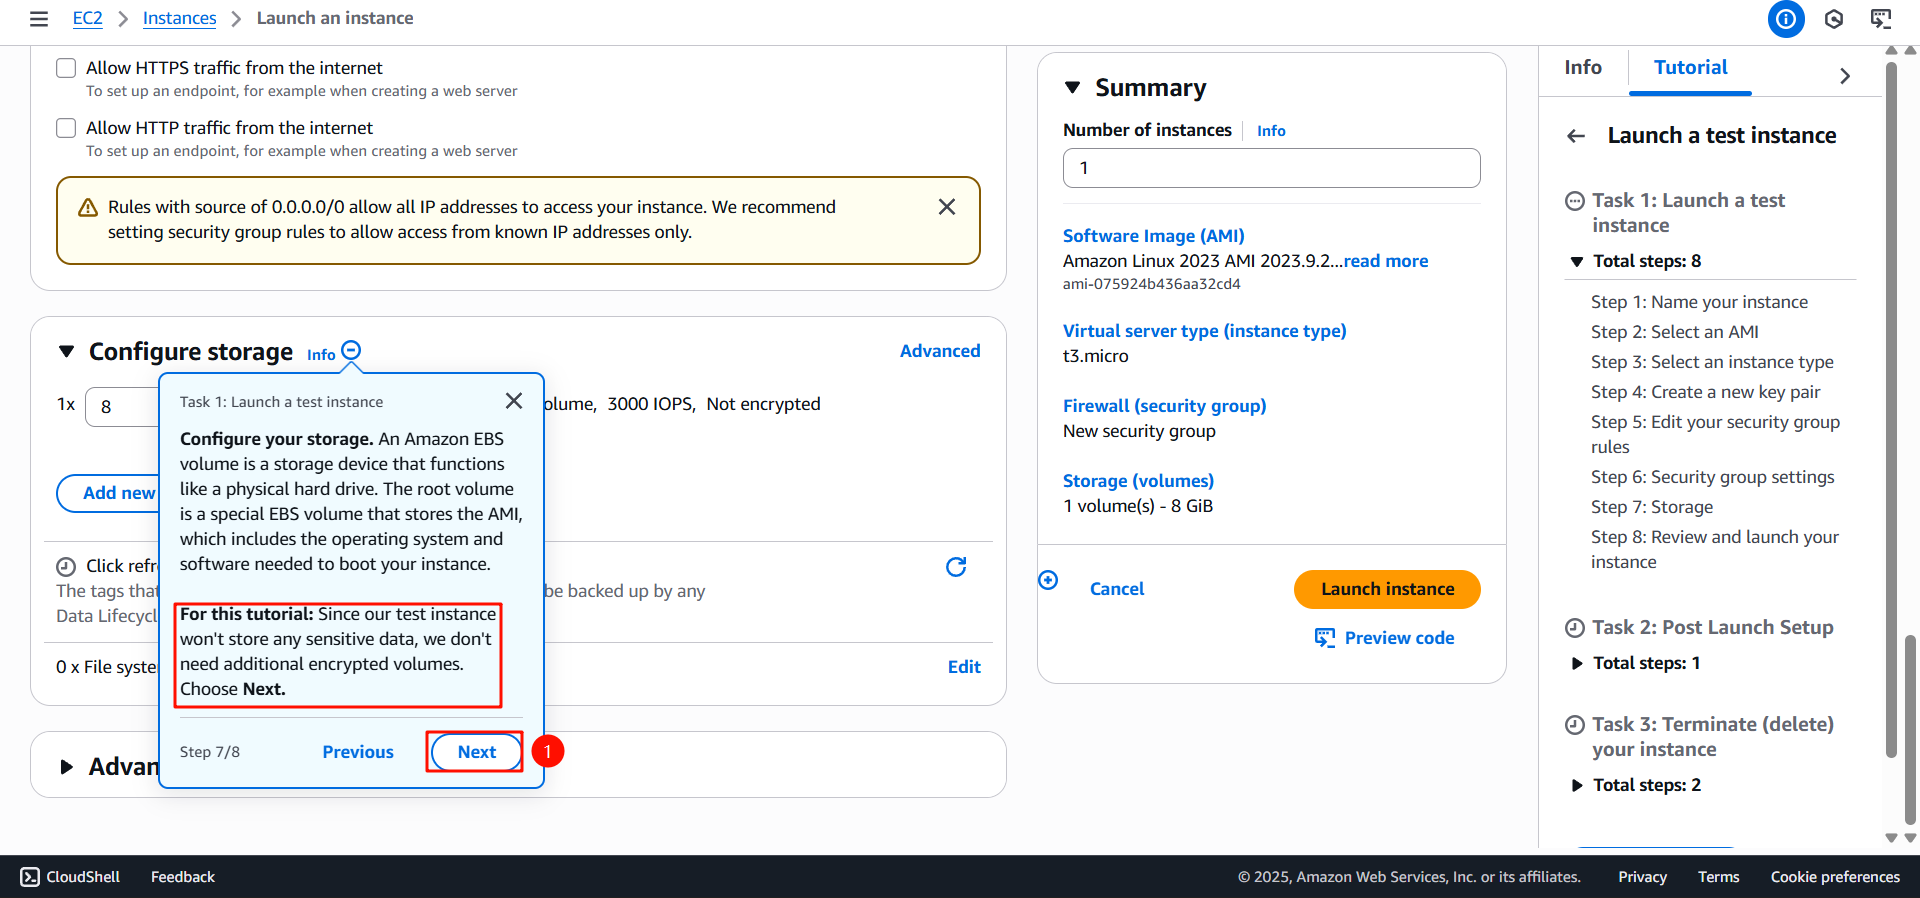 EC2 > Instances > Launch an instance
Allow HTTPS traffic from the internet
To set up an endpoint, for example when creating a web server
Allow HTTP traffic from the internet
To set up an endpoint, for example when creating a web server
Rules with source of 0.0.0.0/0 allow all IP addresses to access your instance. We recommend
setting security group rules to allow access from known IP addresses only.
Configure storage Info
Advanced
1x 8
olume, 3000 IOPS, Not encrypted
Add new
Click refr
The tags that
be backed up by any
Data Lifecycl
0 x File syste
Edit
Advan
Task 1: Launch a test instance
Configure your storage. An Amazon EBS
volume is a storage device that functions
like a physical hard drive. The root volume
is a special EBS volume that stores the AMI,
which includes the operating system and
software needed to boot your instance.
For this tutorial: Since our test instance
won't store any sensitive data, we don't
need additional encrypted volumes.
Choose Next.
Step 7/8
Previous
Next
1
Summary
Number of instances Info
1
Software Image (AMI)
Amazon Linux 2023 AMI 2023.9.2...read more
ami-075924b436aa32cd4
Virtual server type (instance type)
t3.micro
Firewall (security group)
New security group
Storage (volumes)
1 volume(s) - 8 GiB
Cancel
Launch instance
Preview code
Info
Tutorial
Launch a test instance
Task 1: Launch a test
instance
Total steps: 8
Step 1: Name your instance
Step 2: Select an AMI
Step 3: Select an instance type
Step 4: Create a new key pair
Step 5: Edit your security group
rules
Step 6: Security group settings
Step 7: Storage
Step 8: Review and launch your
instance
Task 2: Post Launch Setup
Total steps: 1
Task 3: Terminate (delete)
your instance
Total steps: 2
CloudShell
Feedback
© 2025, Amazon Web Services, Inc. or its affiliates.
Privacy
Terms
Cookie preferences